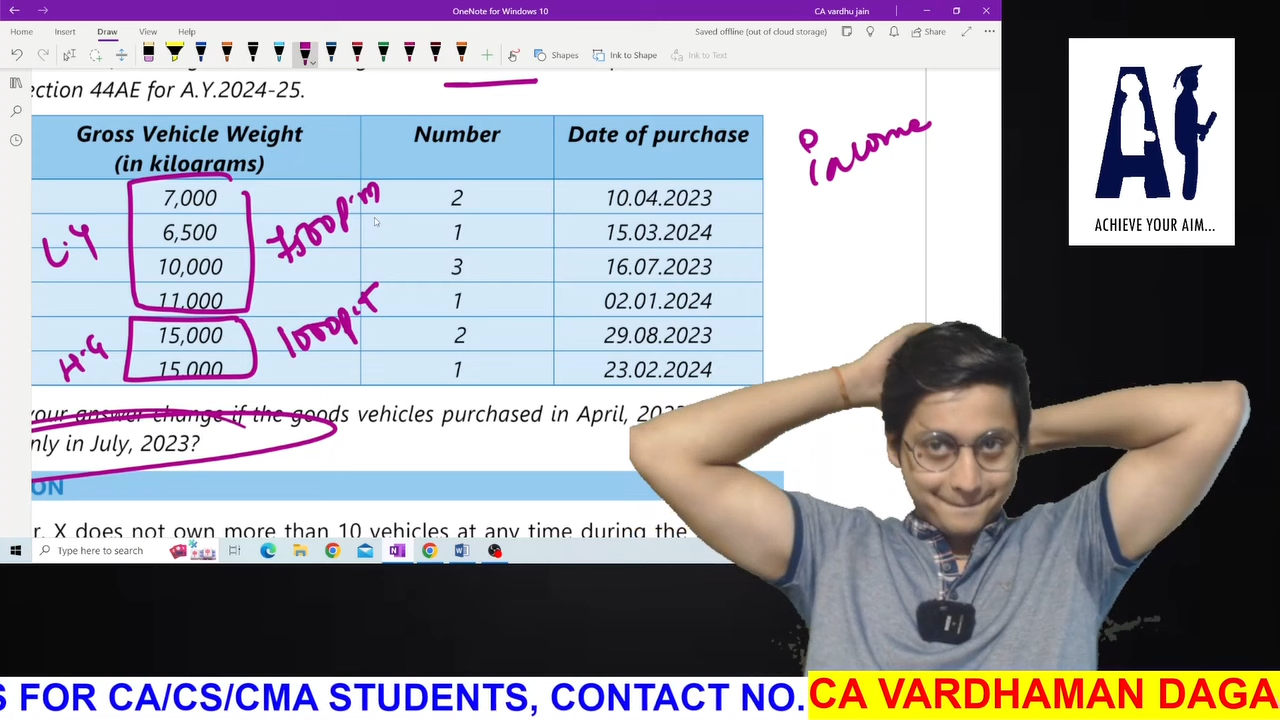 OneNote for Windows 10
CA vardhu jain
Home Insert Draw View Help
Saved offline (out of cloud storage) Share
Shapes Ink to Shape Ink to Text
ection 44AE for A.Y.2024-25.
Gross Vehicle Weight (in kilograms) Number Date of purchase
7,000 2 10.04.2023
6,500 1 15.03.2024
10,000 3 16.07.2023
11,000 1 02.01.2024
15,000 2 29.08.2023
15,000 1 23.02.2024
L.Y
7500 p.m
H.G
1000 p.T
income
your answer change if the goods vehicles purchased in April, 202
nly in July, 2023?
ON
r. X does not own more than 10 vehicles at any time during the
Type here to search
AI
ACHIEVE YOUR AIM...
S FOR CA/CS/CMA STUDENTS, CONTACT NO. CA VARDHAMAN DAGA